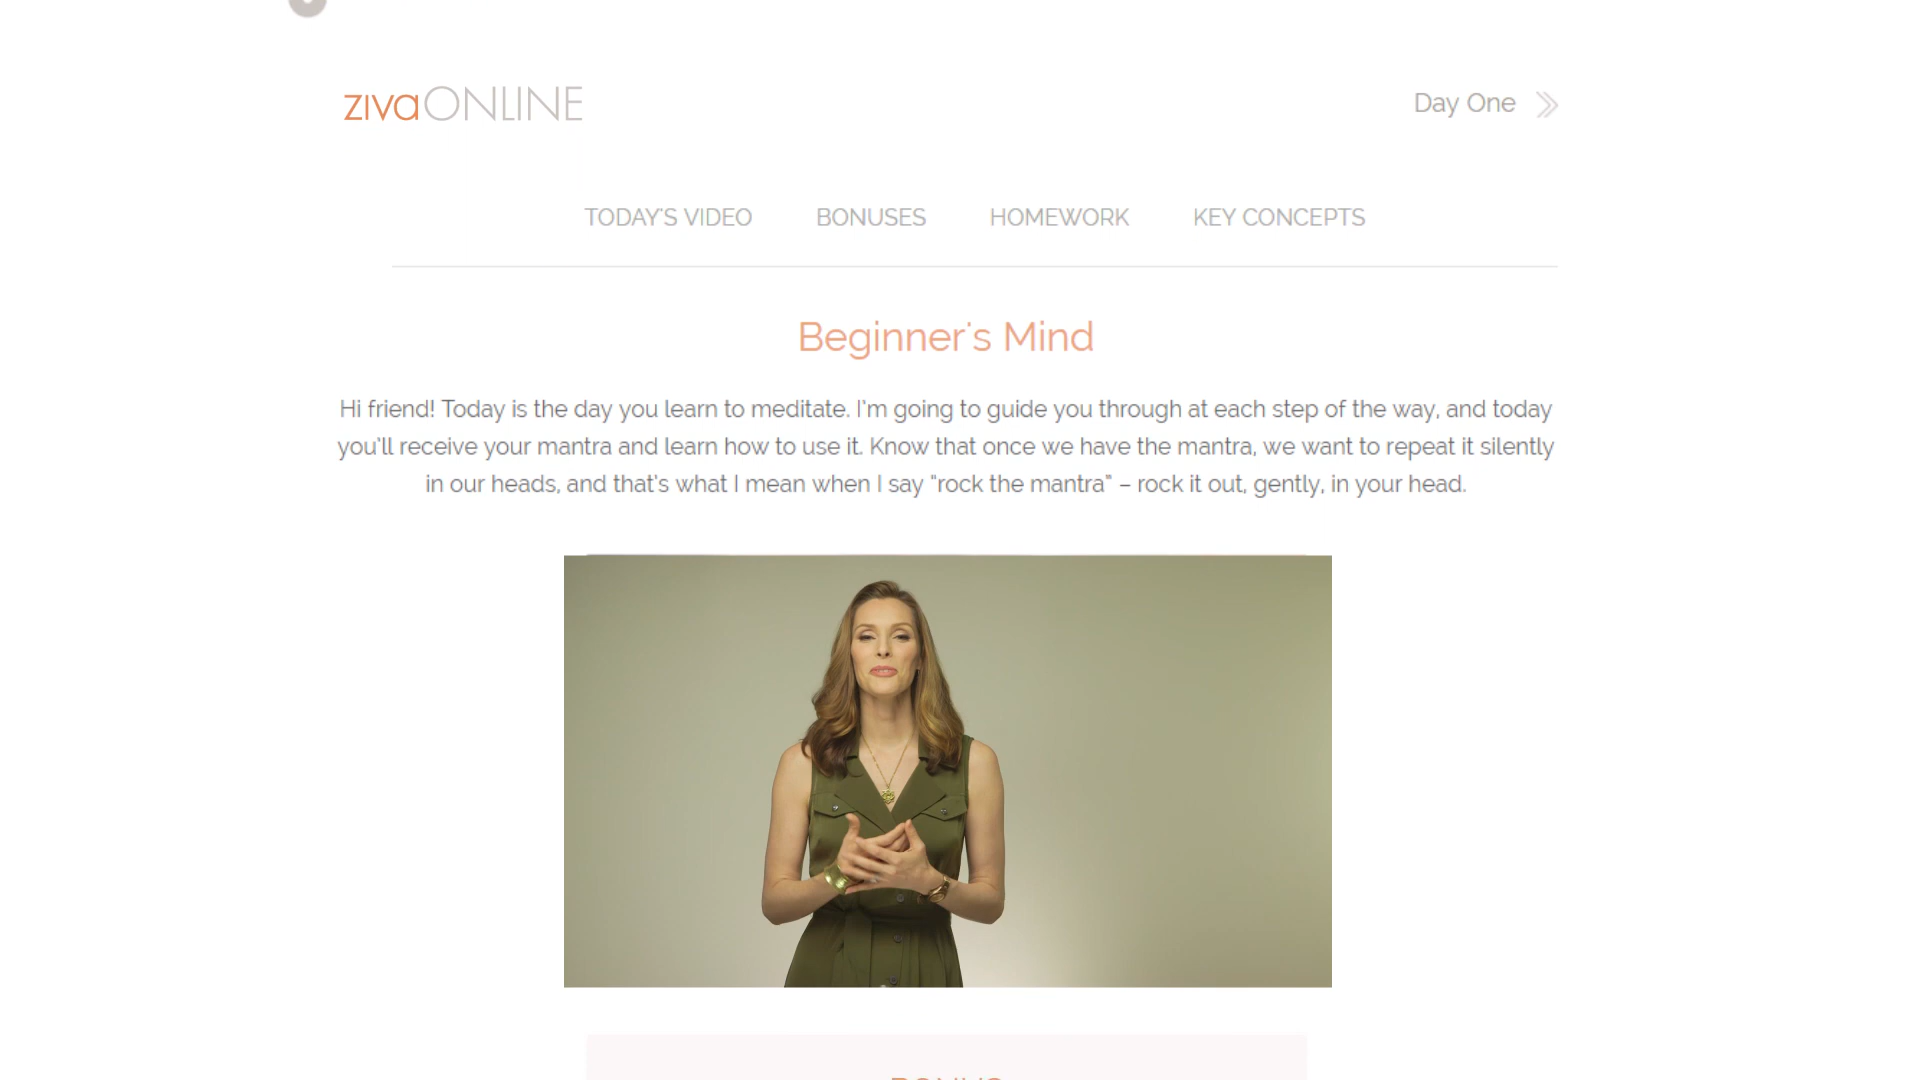 zivaONLINE
Day One
TODAY'S VIDEO BONUSES HOMEWORK KEY CONCEPTS
Beginner's Mind
Hi friend! Today is the day you learn to meditate. I'm going to guide you through at each step of the way, and today
you'll receive your mantra and learn how to use it. Know that once we have the mantra, we want to repeat it silently
in our heads, and that's what I mean when I say "rock the mantra" – rock it out, gently, in your head.